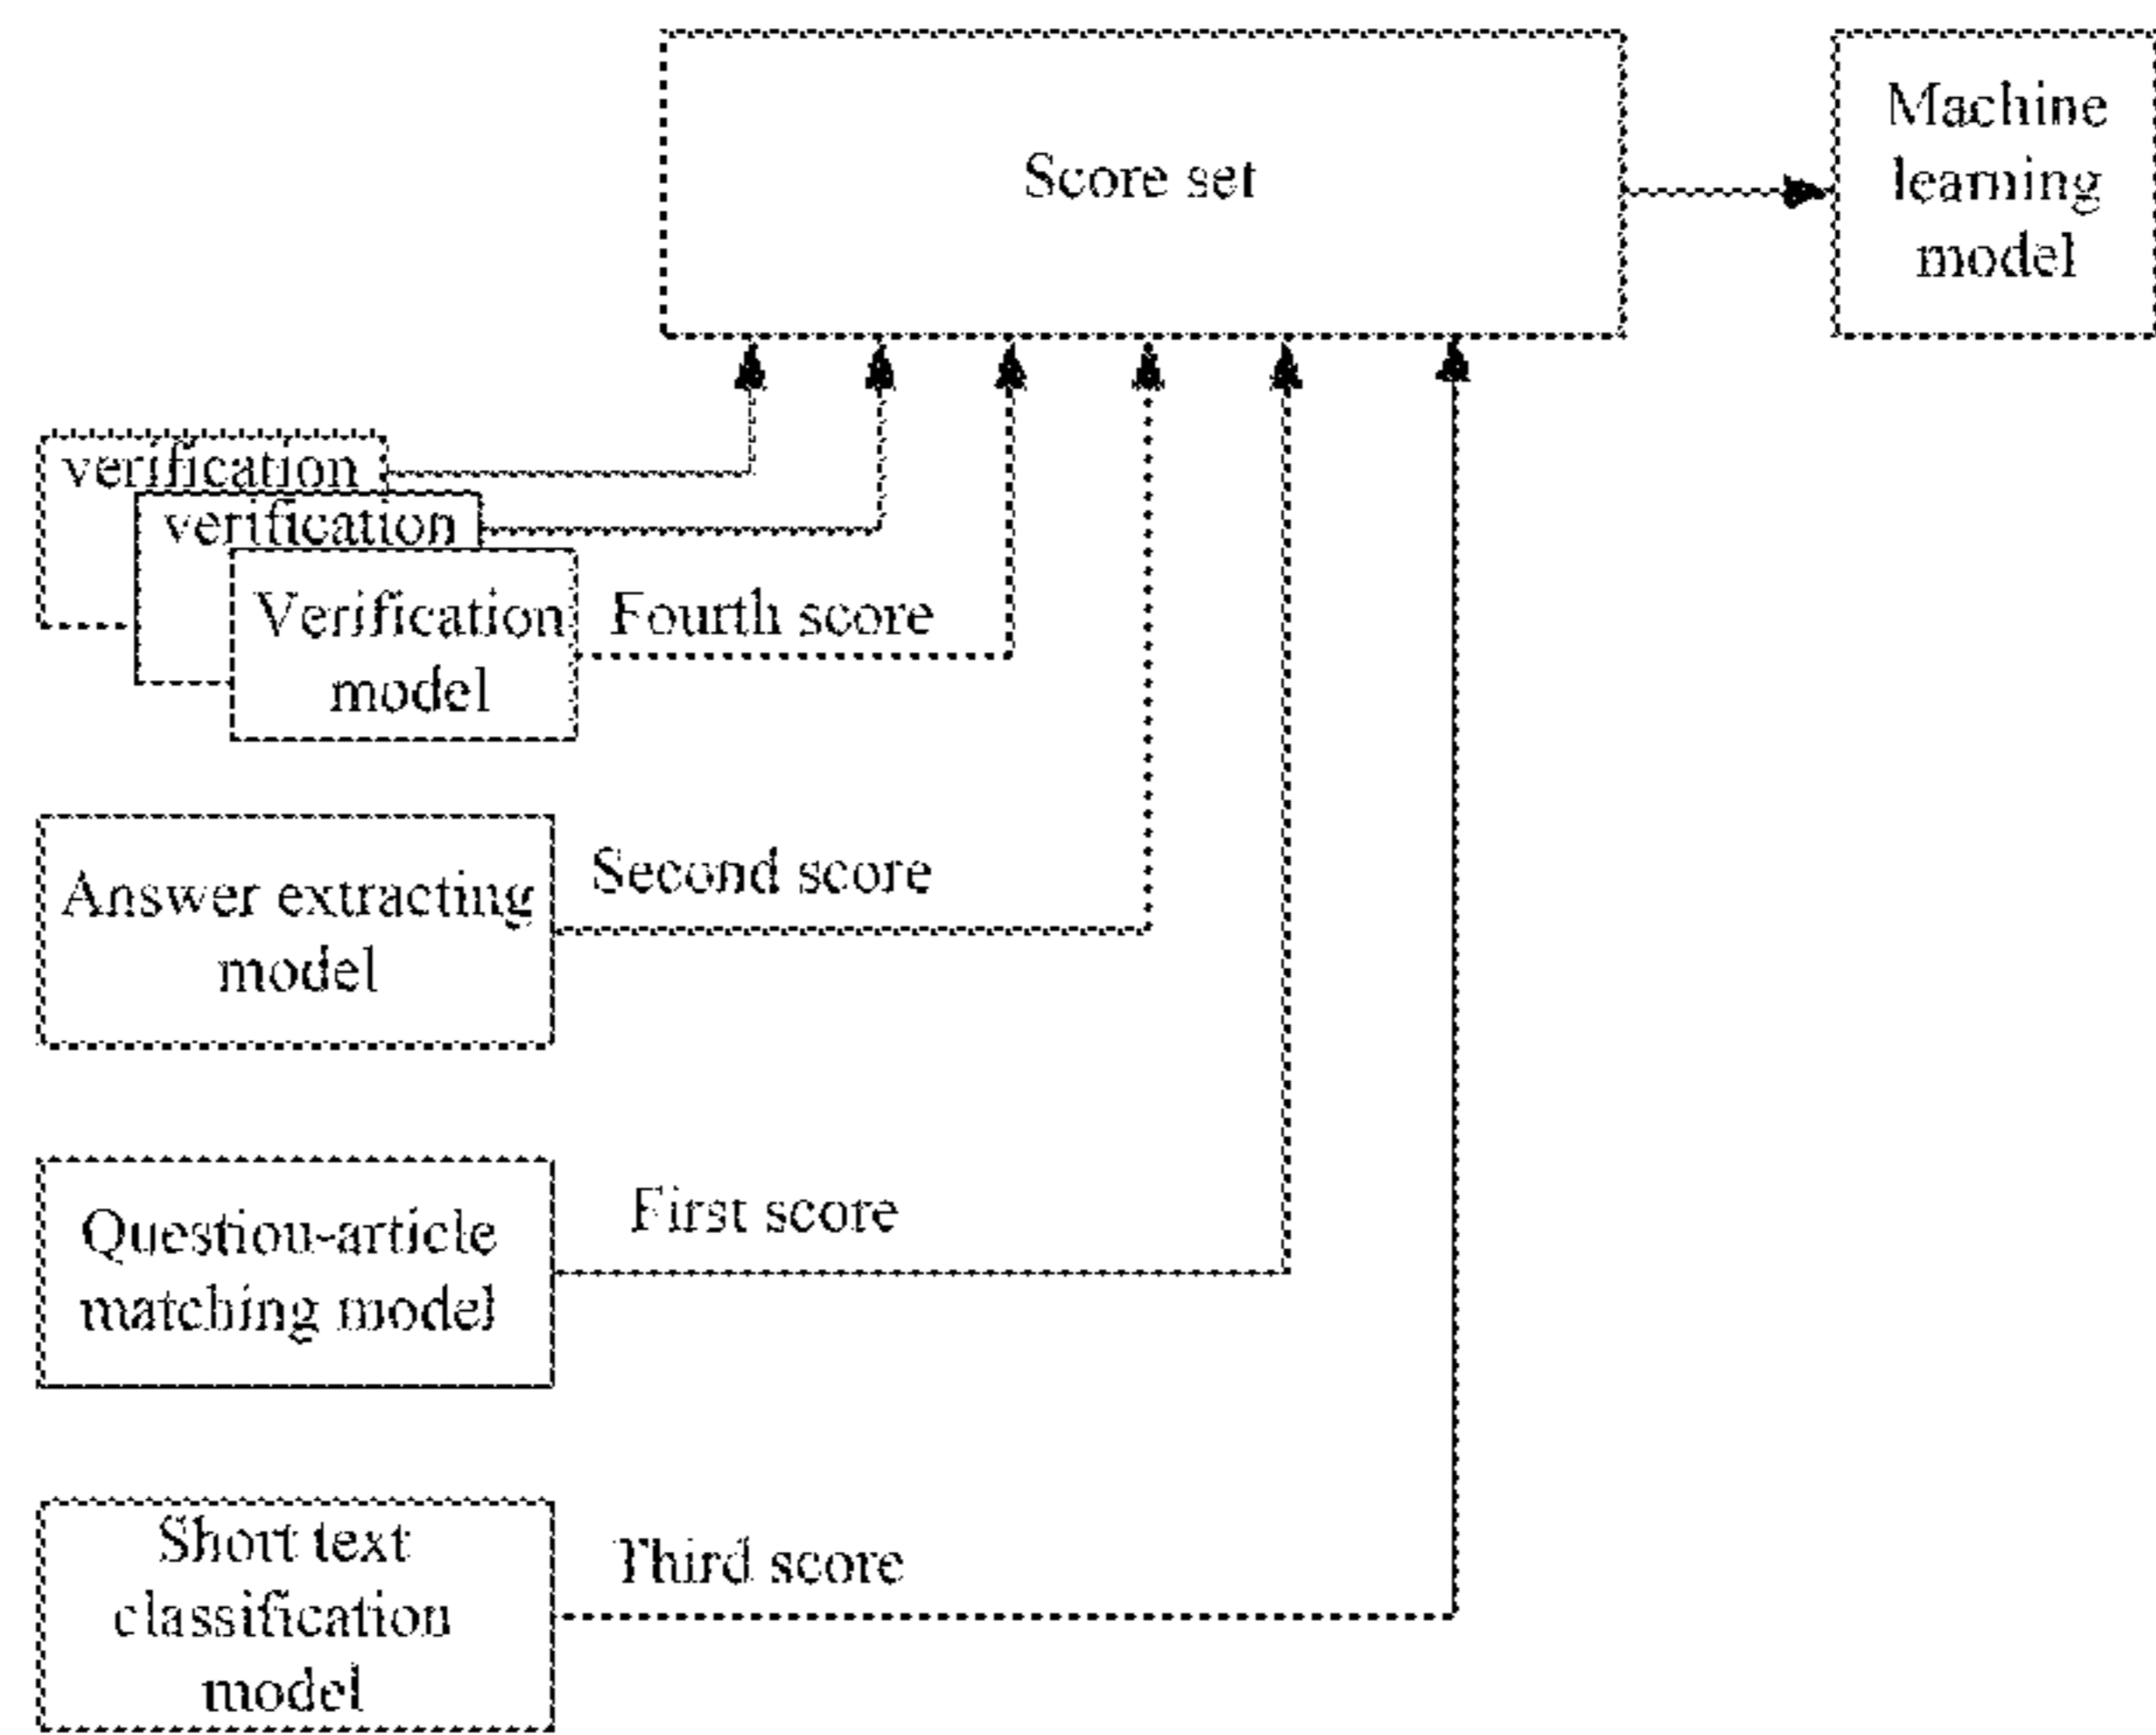 Score set
Machine
learning
model
verification
verification
Verification
model
Fourth score
Answer extracting
model
Second score
Questiou-article
matching model
First score
Short text
classification
model
Third score